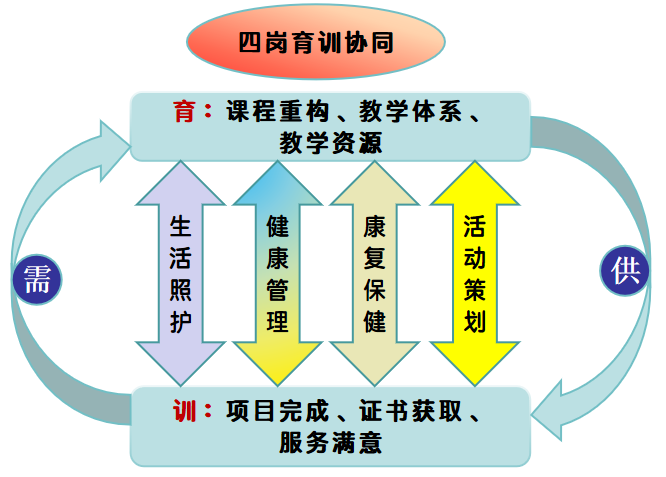 四岗育训协同
育：课程重构、教学体系、
教学资源
生活照护
健康管理
康复保健
活动策划
需
供
训：项目完成、证书获取、
服务满意